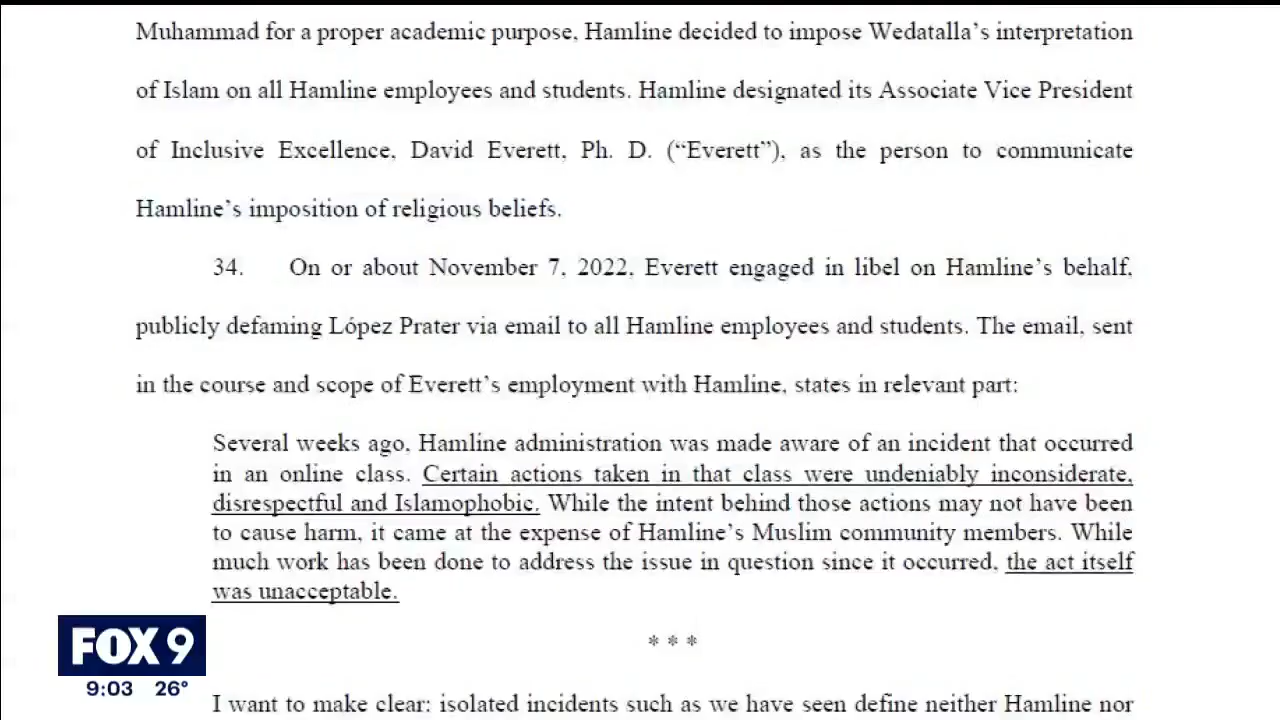 Muhammad for a proper academic purpose, Hamline decided to impose Wedatalla's interpretation
of Islam on all Hamline employees and students. Hamline designated its Associate Vice President
of Inclusive Excellence, David Everett, Ph. D. (“Everett”), as the person to communicate
Hamline's imposition of religious beliefs.
34. On or about November 7, 2022, Everett engaged in libel on Hamline's behalf,
publicly defaming López Prater via email to all Hamline employees and students. The email, sent
in the course and scope of Everett's employment with Hamline, states in relevant part:
Several weeks ago, Hamline administration was made aware of an incident that occurred
in an online class. Certain actions taken in that class were undeniably inconsiderate,
disrespectful and Islamophobic. While the intent behind those actions may not have been
to cause harm, it came at the expense of Hamline's Muslim community members. While
much work has been done to address the issue in question since it occurred, the act itself
was unacceptable.
* * *
I want to make clear: isolated incidents such as we have seen define neither Hamline nor
FOX 9
9:03 26°